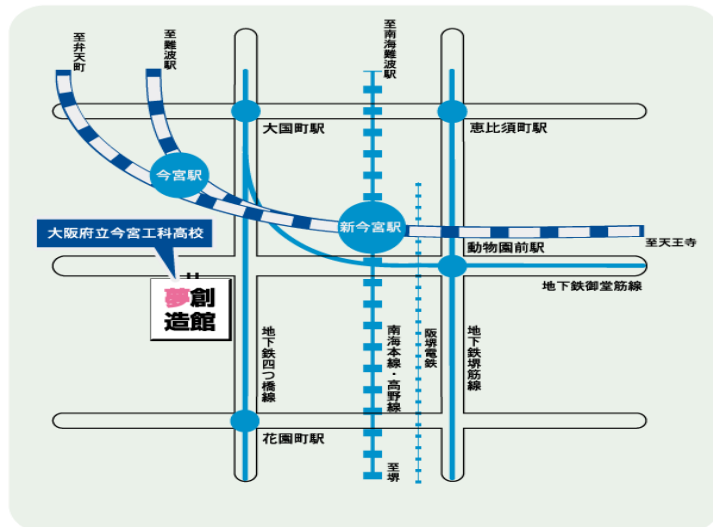 至弁天町
至難波駅
至南海難波駅
大国町駅
恵比須町駅
今宮駅
大阪府立今宮工科高校
新今宮駅
動物園前駅
至天王寺
地下鉄御堂筋線
夢創
造館
地下鉄四つ橋線
南海本線・高野線
阪堺電鉄
地下鉄堺筋線
花園町駅
至堺